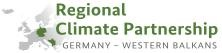 Regional
Climate Partnership
GERMANY – WESTERN BALKANS